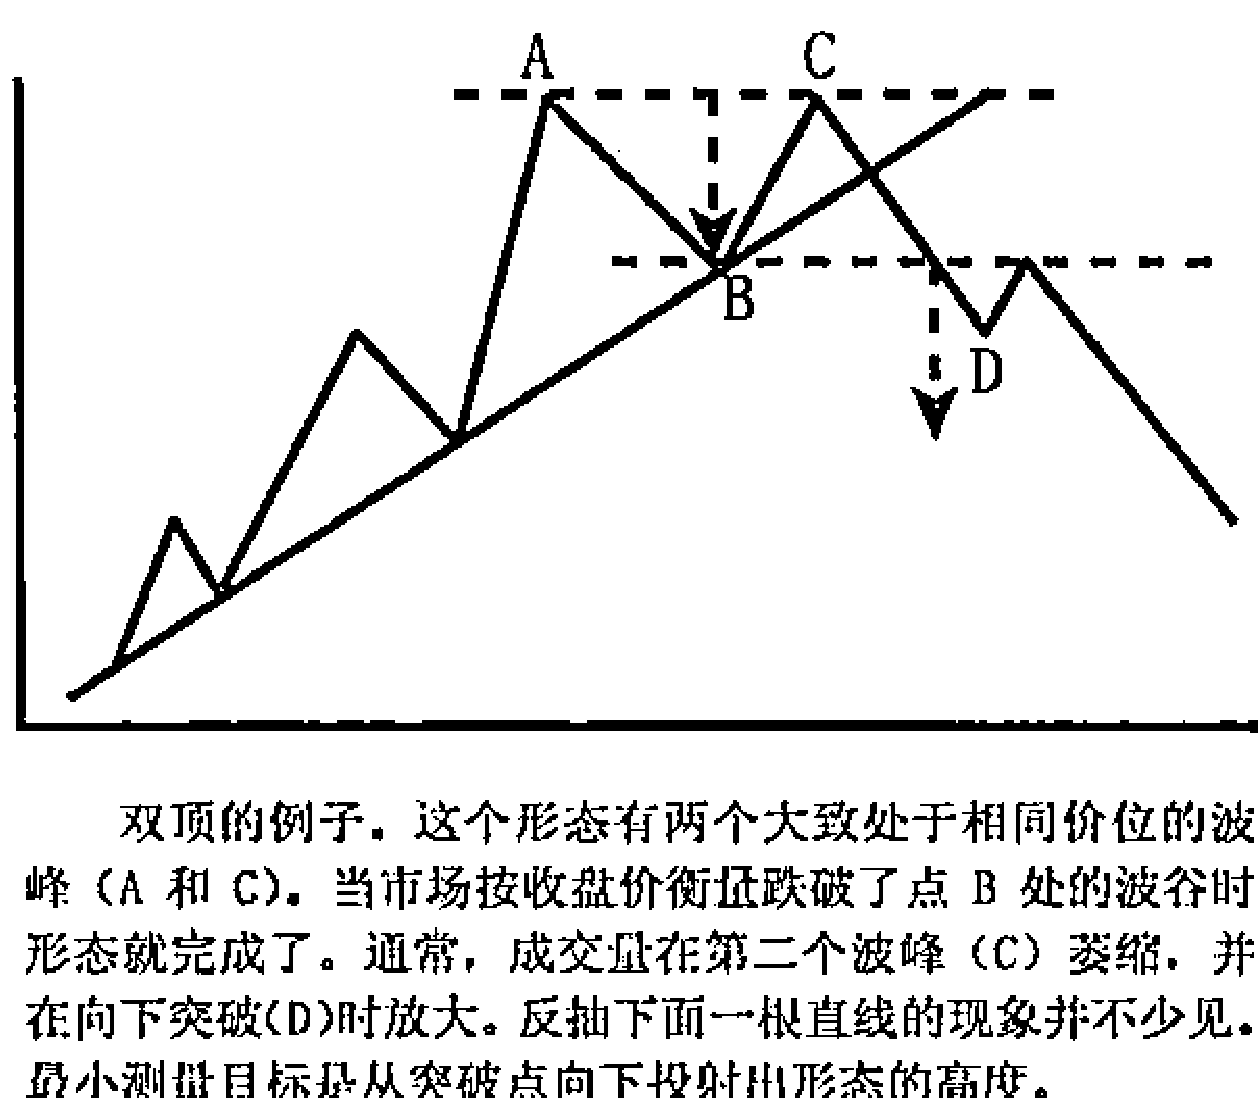 A C
B
D
双顶的例子。这个形态有两个大致处于相同价位的波
峰（A 和 C）。当市场按收盘价衡量跌破了点 B 处的波谷时
形态就完成了。通常，成交量在第二个波峰（C）萎缩，并
在向下突破(D)时放大。反抽下面一根直线的现象并不少见。
最小测量目标是从突破点向下投射出形态的高度。